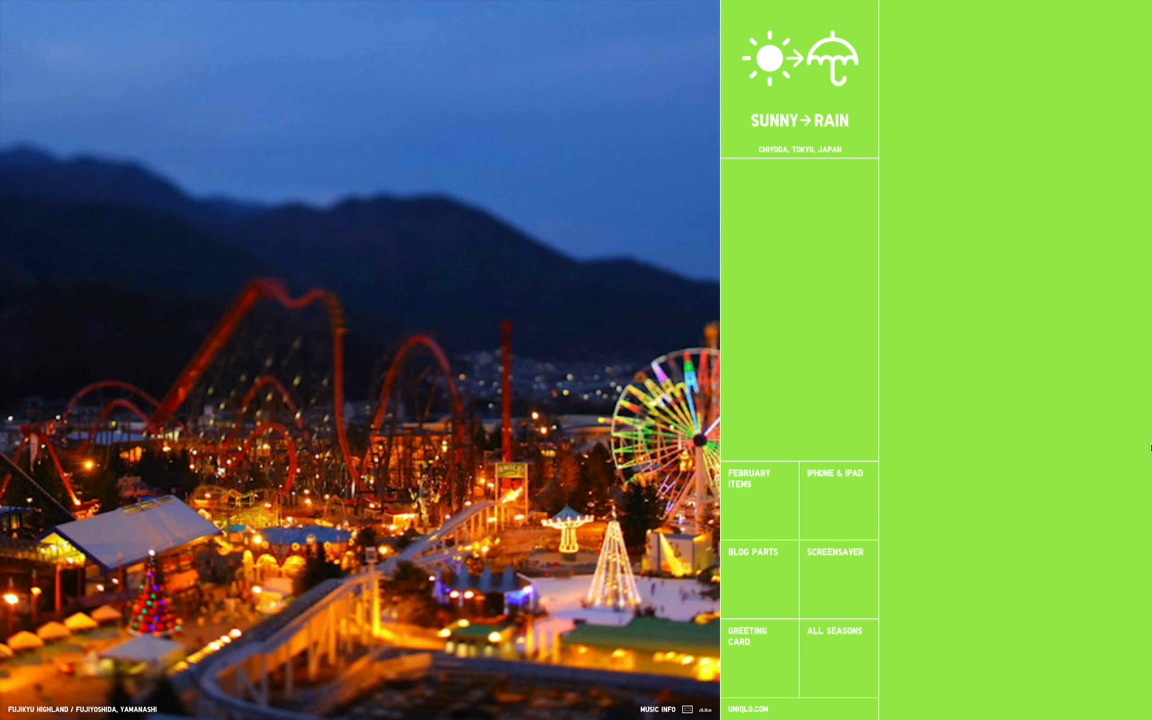 SUNNY→RAIN
CHIYODA, TOKYO, JAPAN
FEBRUARY
ITEMS
IPHONE & IPAD
BLOG PARTS
SCREENSAVER
GREETING
CARD
ALL SEASONS
FUJIKYU HIGHLAND / FUJIYOSHIDA, YAMANASHI
MUSIC INFO
UNIQLO.COM